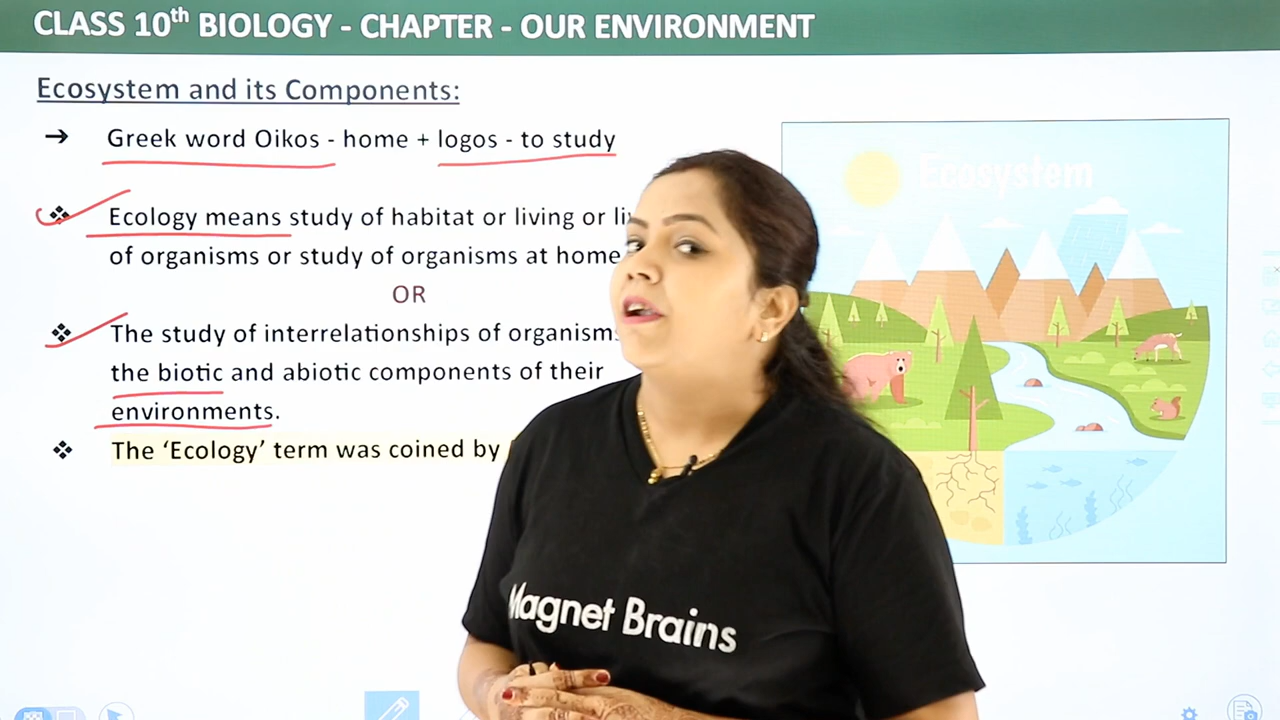 CLASS 10th BIOLOGY - CHAPTER - OUR ENVIRONMENT
Ecosystem and its Components:
→ Greek word Oikos - home + logos - to study
❖ Ecology means study of habitat or living or
of organisms or study of organisms at home
OR
❖ The study of interrelationships of organisms
the biotic and abiotic components of their
environments.
❖ The ‘Ecology’ term was coined by
Ecosystem
Magnet Brains